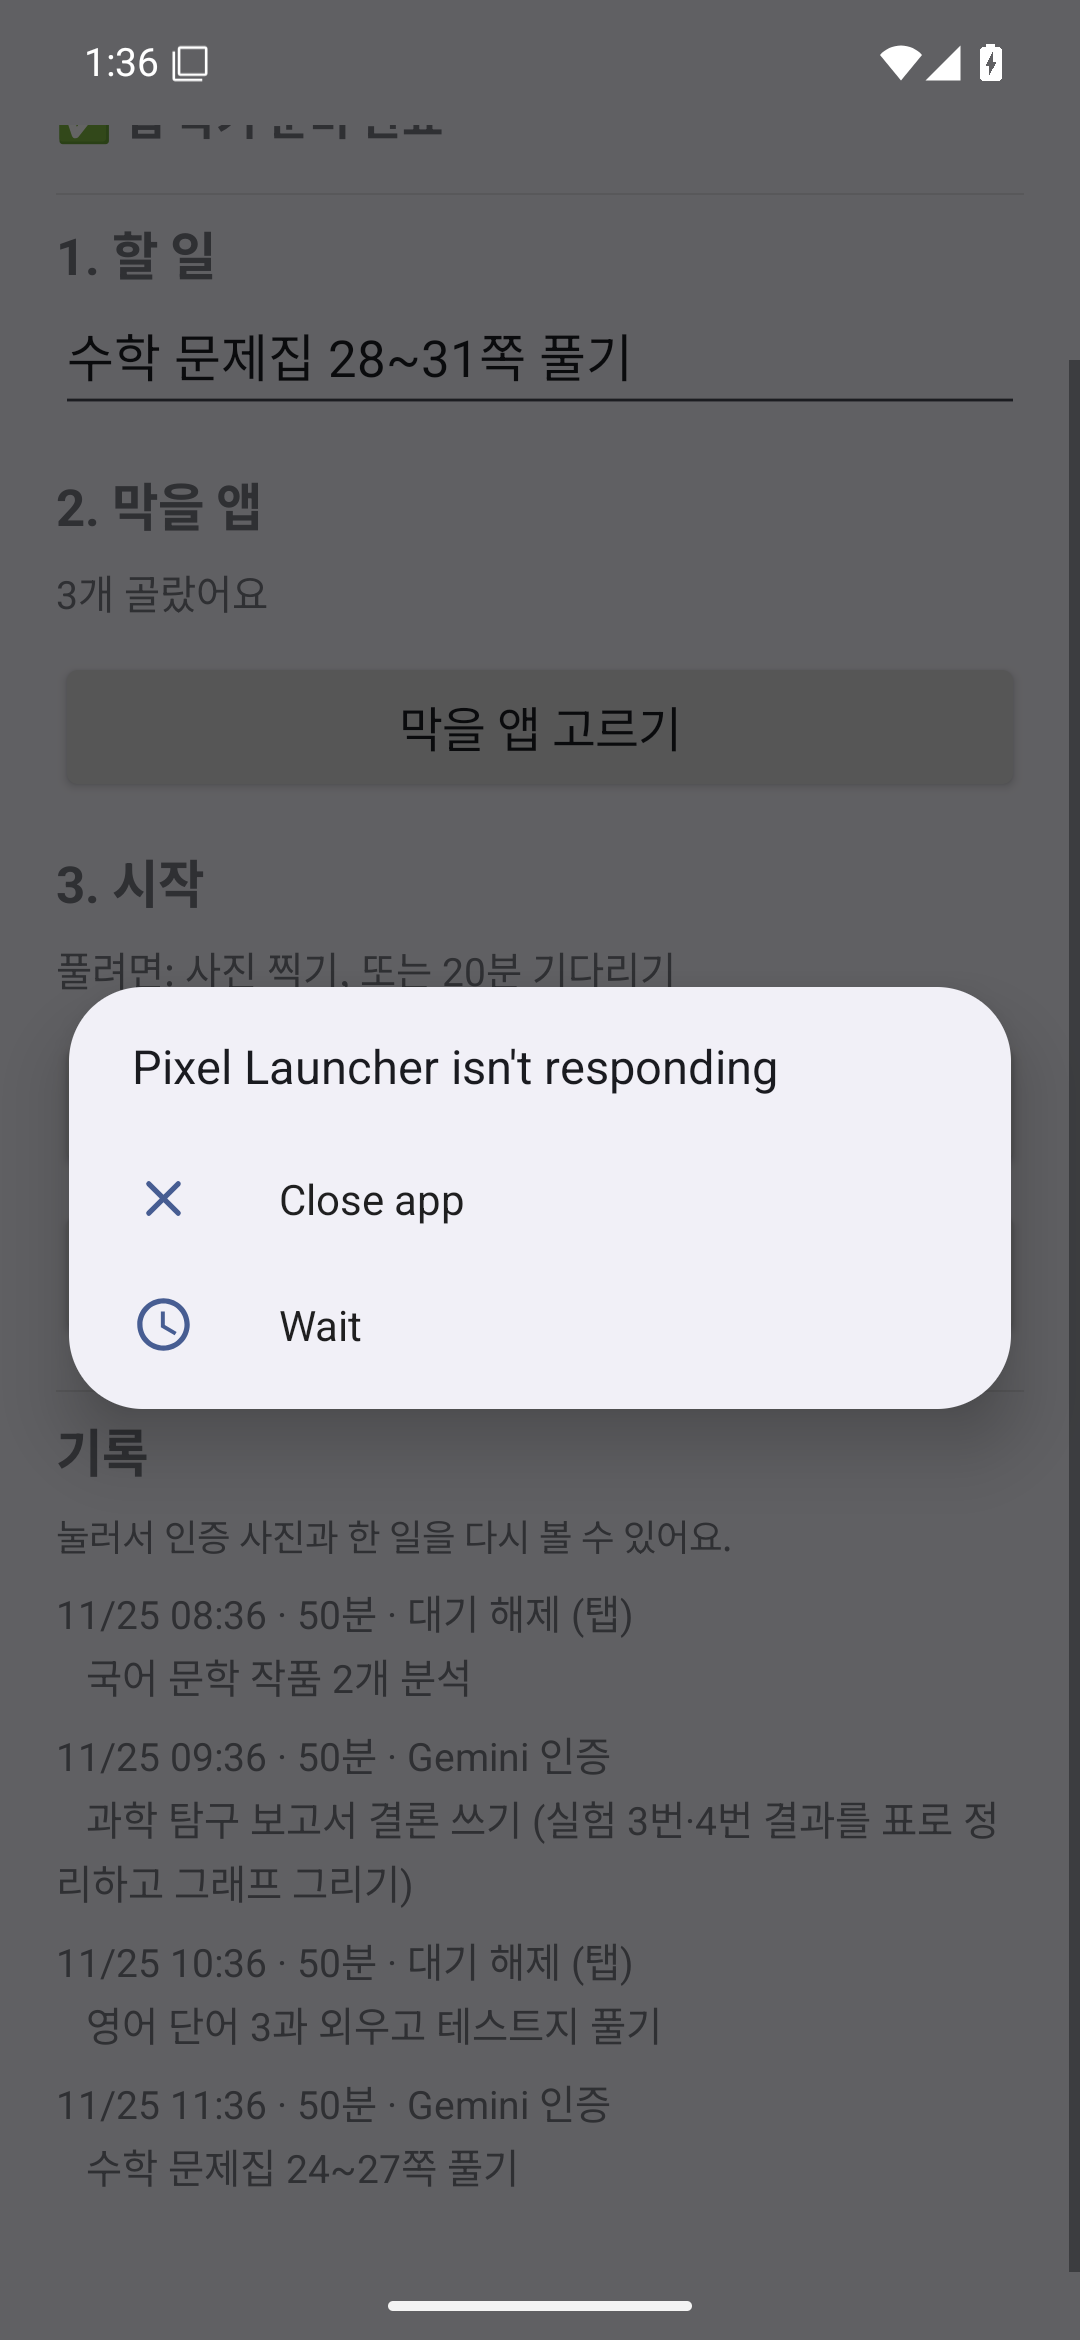 1:36
1. 할 일
수학 문제집 28~31쪽 풀기
2. 막을 앱
3개 골랐어요
막을 앱 고르기
3. 시작
풀려면: 사진 찍기, 또는 20분 기다리기
Pixel Launcher isn't responding
Close app
Wait
기록
눌러서 인증 사진과 한 일을 다시 볼 수 있어요.
11/25 08:36 · 50분 · 대기 해제 (탭)
국어 문학 작품 2개 분석
11/25 09:36 · 50분 · Gemini 인증
과학 탐구 보고서 결론 쓰기 (실험 3번·4번 결과를 표로 정
리하고 그래프 그리기)
11/25 10:36 · 50분 · 대기 해제 (탭)
영어 단어 3과 외우고 테스트지 풀기
11/25 11:36 · 50분 · Gemini 인증
수학 문제집 24~27쪽 풀기